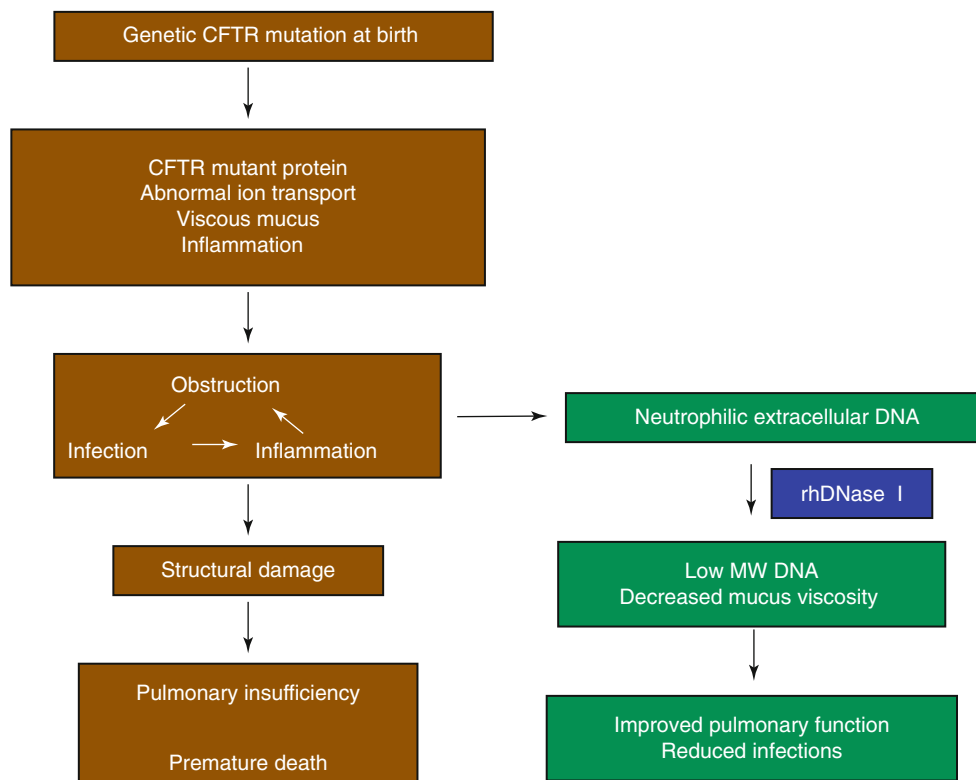 Genetic CFTR mutation at birth
CFTR mutant protein
Abnormal ion transport
Viscous mucus
Inflammation
Obstruction
Infection
Inflammation
Structural damage
Pulmonary insufficiency
Premature death
Neutrophilic extracellular DNA
rhDNase I
Low MW DNA
Decreased mucus viscosity
Improved pulmonary function
Reduced infections